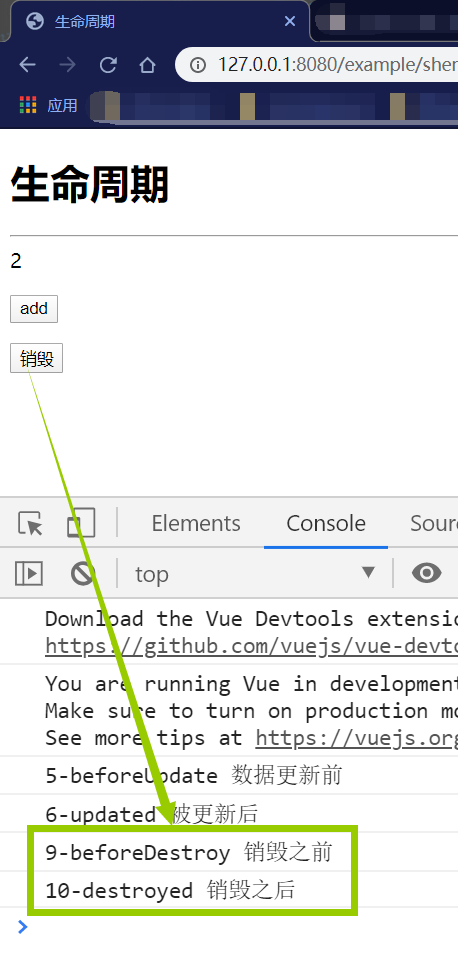 生命周期
127.0.0.1:8080/example/sher
应用
生命周期
2
add
销毁
Elements
Console
Sour
top
Download the Vue Devtools extensio
https://github.com/vuejs/vue-devto
You are running Vue in development
Make sure to turn on production mo
See more tips at https://vuejs.org
5-beforeUpdate 数据更新前
6-updated 被更新后
9-beforeDestroy 销毁之前
10-destroyed 销毁之后